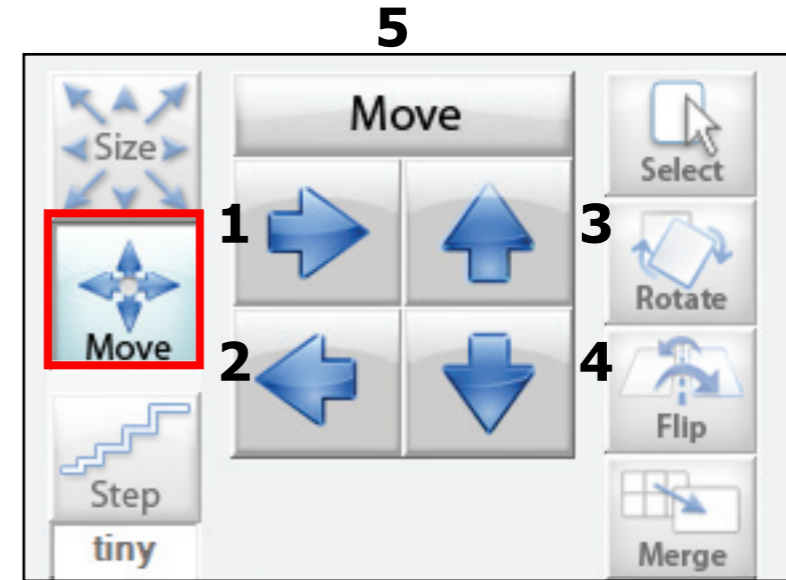 5
Size
Move
Select
1
3
Move
Rotate
2
4
Flip
Step
tiny
Merge